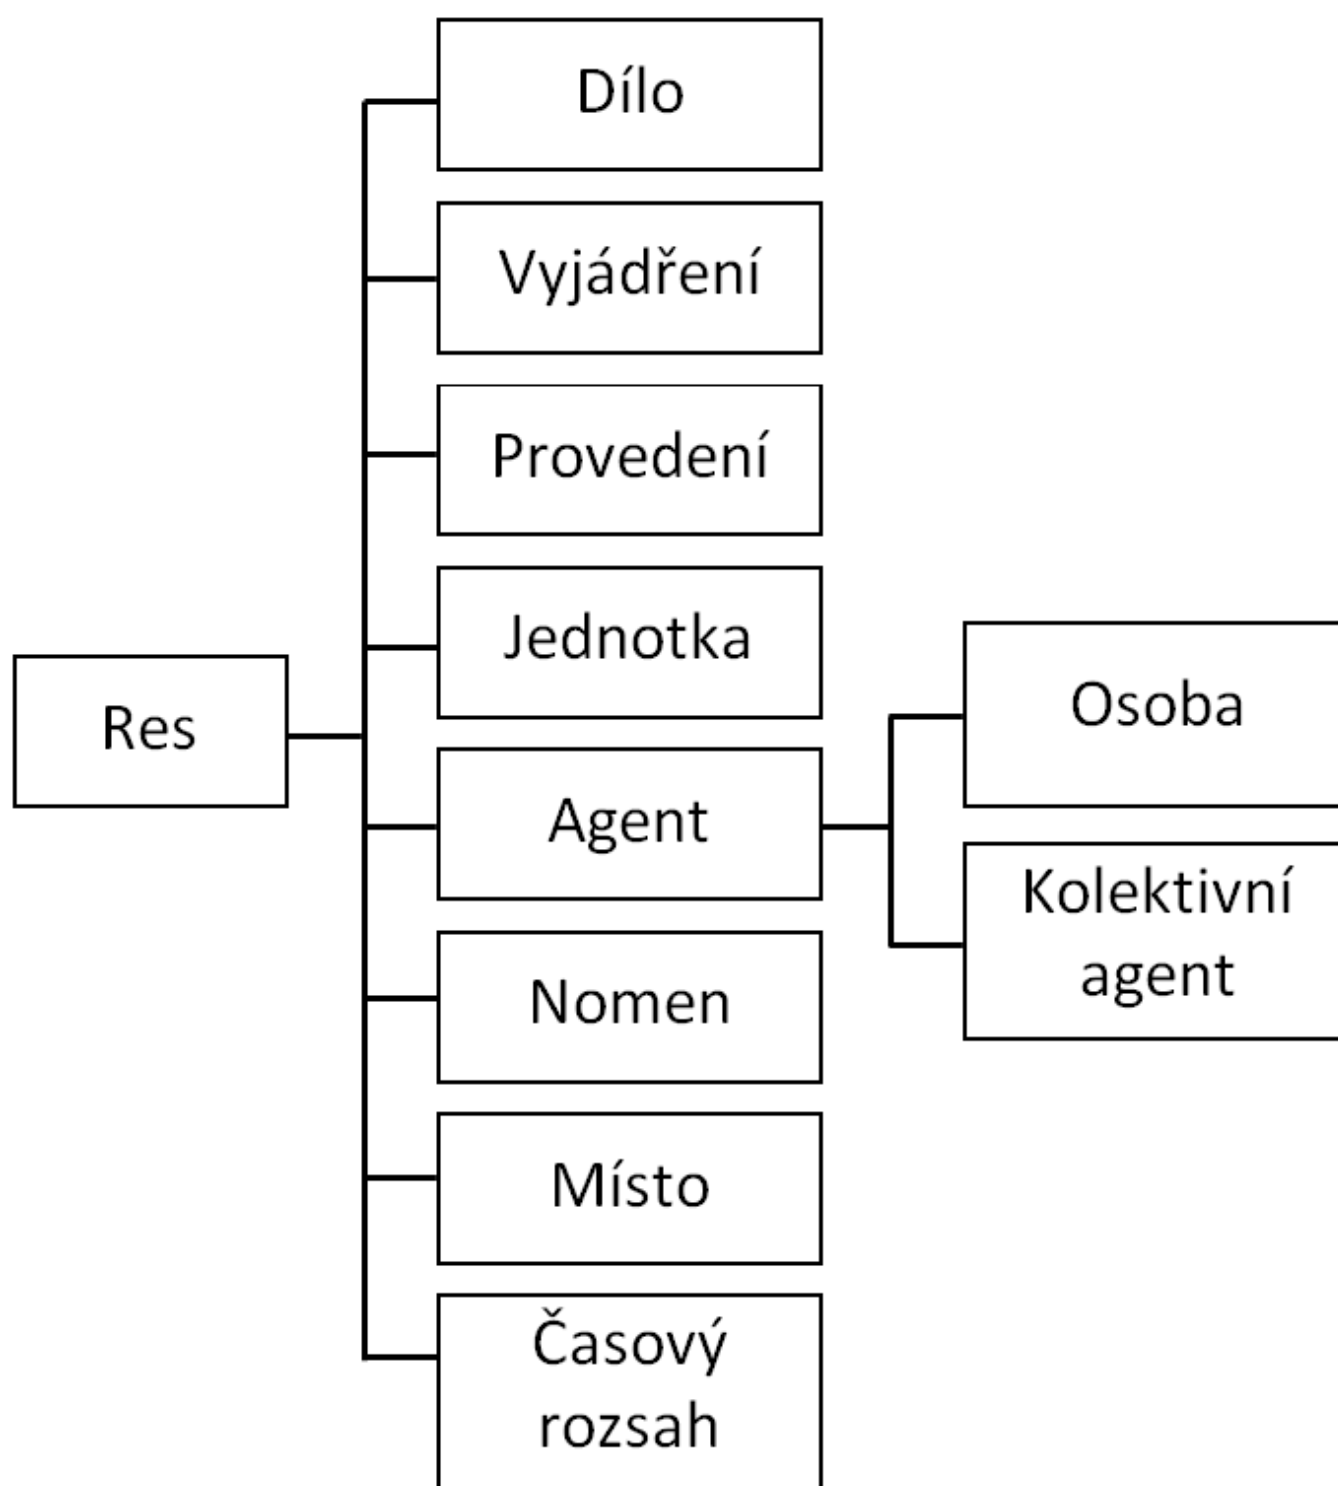 Dílo
Vyjádření
Provedení
Jednotka
Res
Agent
Osoba
Kolektivní
agent
Nomen
Místo
Časový
rozsah